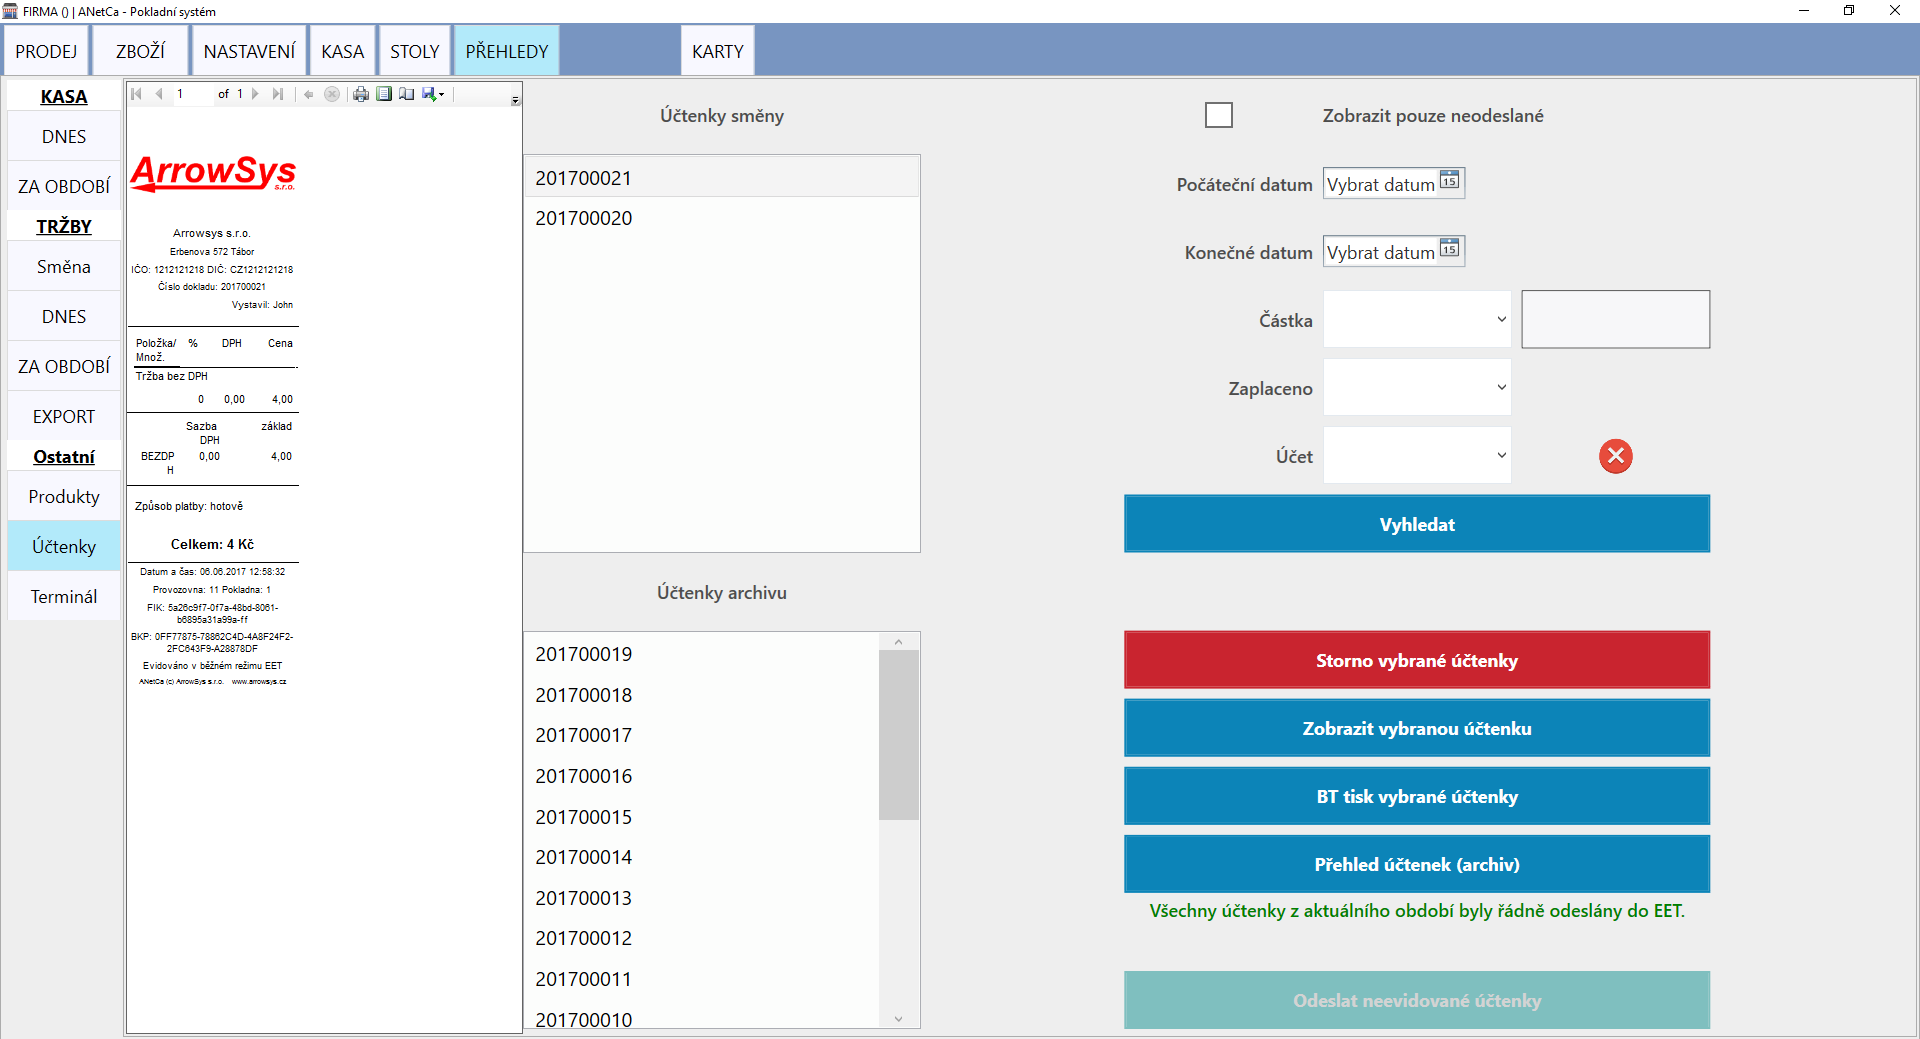 FIRMA () | ANetCa - Pokladní systém
PRODEJ
ZBOŽÍ
NASTAVENÍ
KASA
STOLY
PŘEHLEDY
KARTY
KASA
DNES
ZA OBDOBÍ
TRŽBY
Směna
DNES
ZA OBDOBÍ
EXPORT
Ostatní
Produkty
Účtenky
Terminál
1 of 1
ArrowSys
s.r.o.
Arrowsys s.r.o.
Erbenova 572 Tábor
IČO: 1212121218 DIČ: CZ1212121218
Číslo dokladu: 201700021
Vystavil: John
Položka/ % DPH Cena
Množ.
Tržba bez DPH
0 0,00 4,00
Sazba základ
DPH
BEZDP 0,00 4,00
H
Způsob platby: hotově
Celkem: 4 Kč
Datum a čas: 06.06.2017 12:58:32
Provozovna: 11 Pokladna: 1
FIK: 5a26c9f7-0f7a-48bd-8061-
b6895a31a99a-ff
BKP: 0FF77875-78862C4D-4A8F24F2-
2FC643F9-A28878DF
Evidováno v běžném režimu EET
ANetCa (c) ArrowSys s.r.o. www.arrowsys.cz
Účtenky směny
201700021
201700020
Účtenky archivu
201700019
201700018
201700017
201700016
201700015
201700014
201700013
201700012
201700011
201700010
Zobrazit pouze neodeslané
Počáteční datum Vybrat datum 15
Konečné datum Vybrat datum 15
Částka
Zaplaceno
Účet
Vyhledat
Storno vybrané účtenky
Zobrazit vybranou účtenku
BT tisk vybrané účtenky
Přehled účtenek (archiv)
Všechny účtenky z aktuálního období byly řádně odeslány do EET.
Odeslat neevidované účtenky